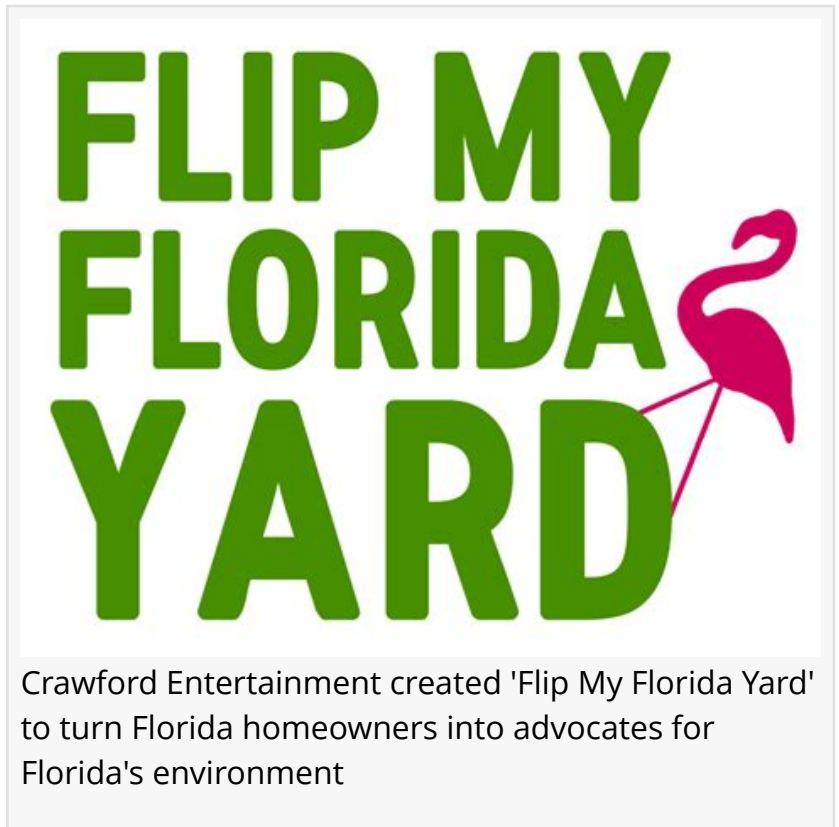 FLIP MY
FLORIDA
YARD
Crawford Entertainment created 'Flip My Florida Yard'
to turn Florida homeowners into advocates for
Florida's environment